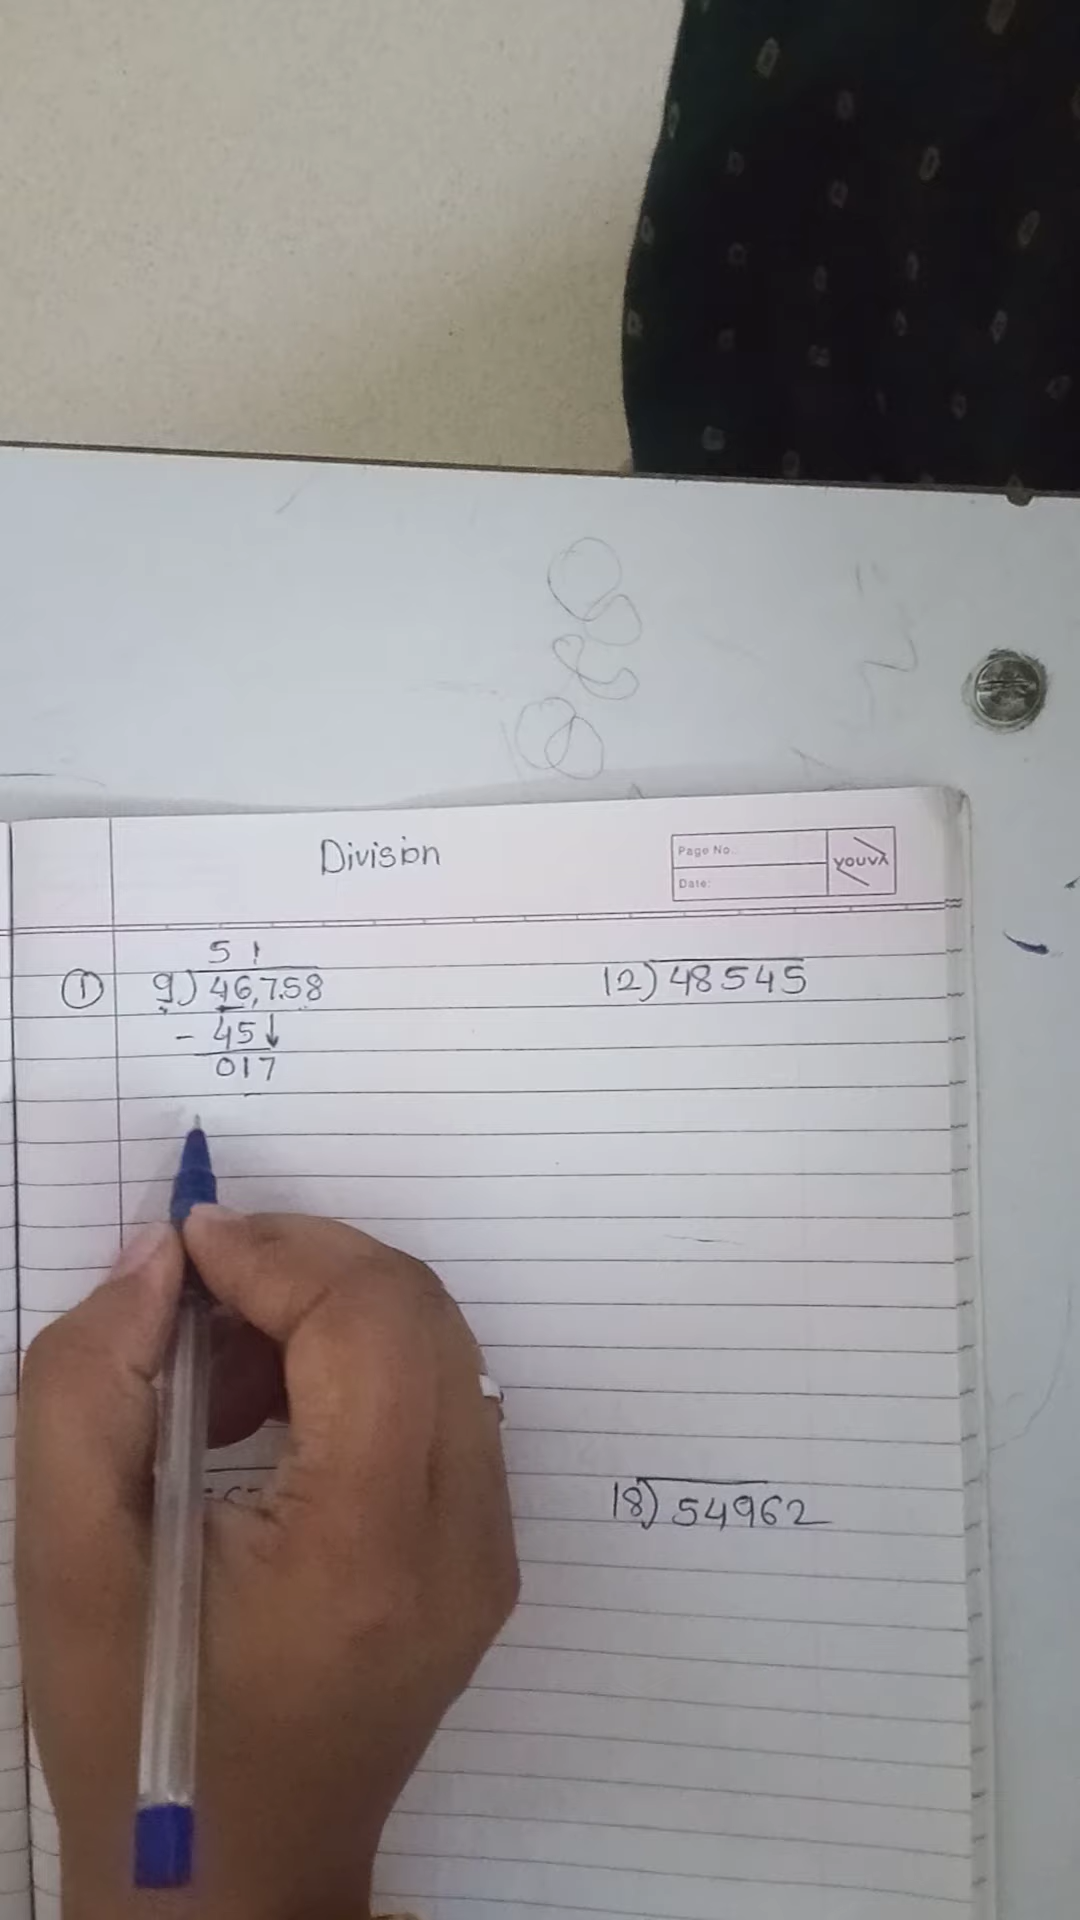 Division
Page No.
Date:
YOUVA
5 1
① 9) 46,758
12) 48545
- 45↓
017
18) 54962